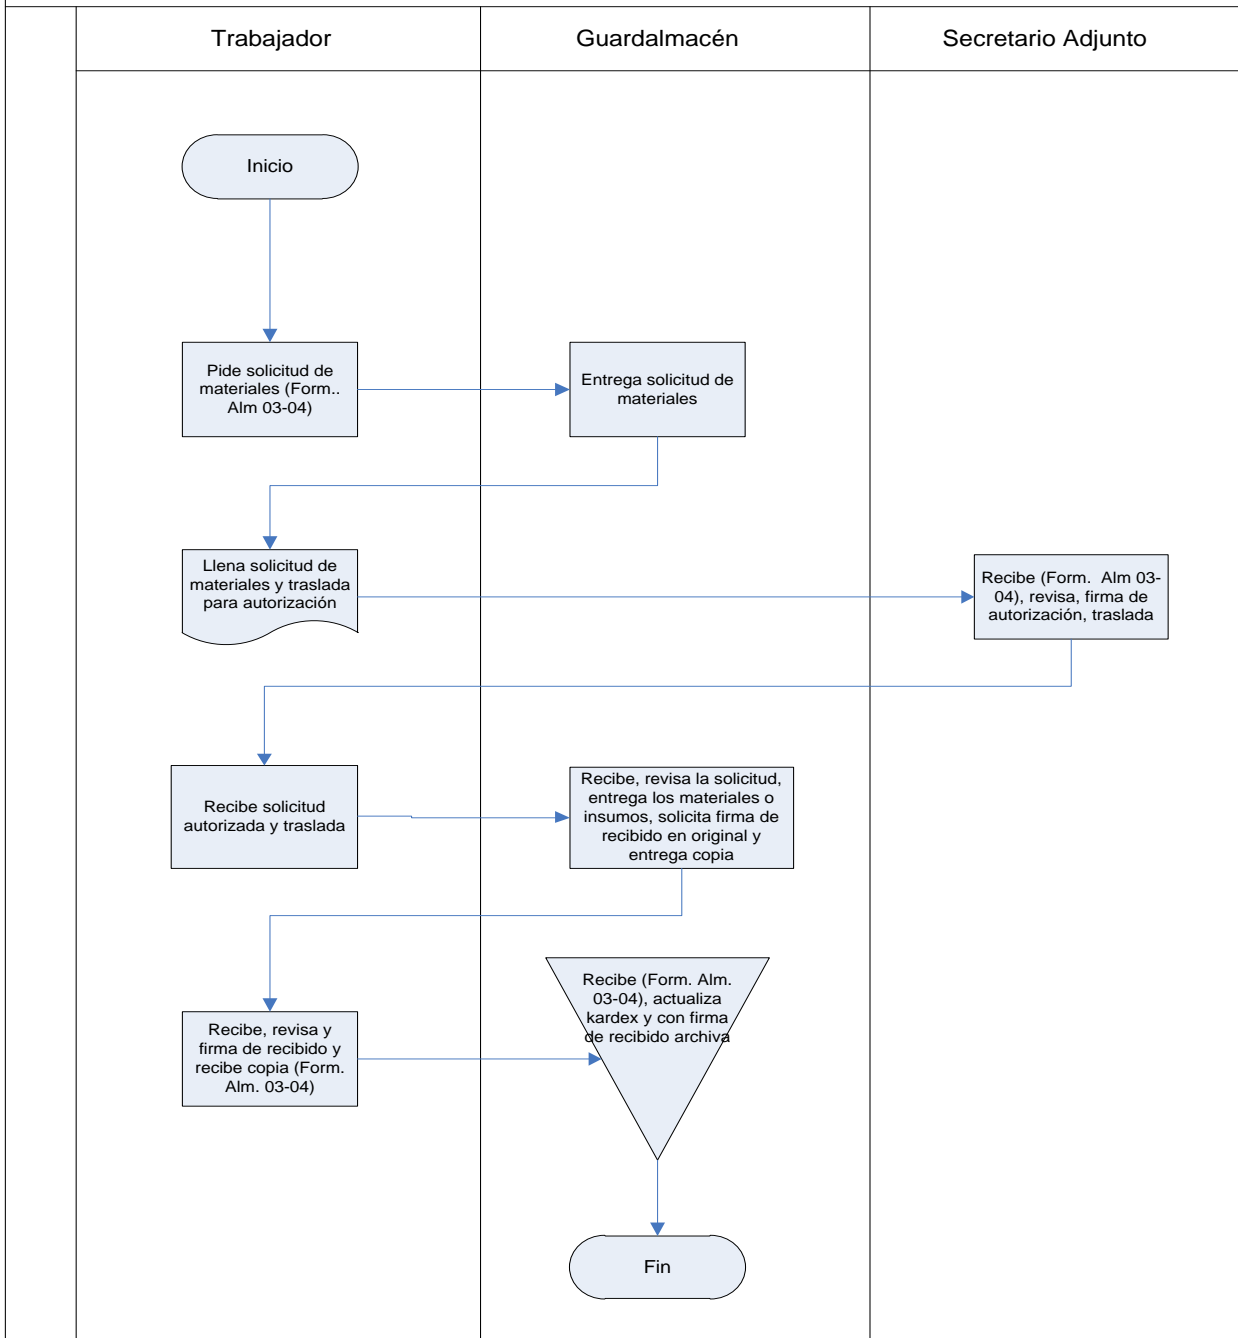 Trabajador
Guardalmacén
Secretario Adjunto
Inicio
Pide solicitud de
materiales (Form..
Alm 03-04)
Entrega solicitud de
materiales
Llena solicitud de
materiales y traslada
para autorización
Recibe (Form.  Alm 03-
04), revisa, firma de
autorización, traslada
Recibe solicitud
autorizada y traslada
Recibe, revisa la solicitud,
entrega los materiales o
insumos, solicita firma de
recibido en original y
entrega copia
Recibe, revisa y
firma de recibido y
recibe copia (Form.
Alm. 03-04)
Recibe (Form. Alm.
03-04), actualiza
kardex y con firma
de recibido archiva
Fin